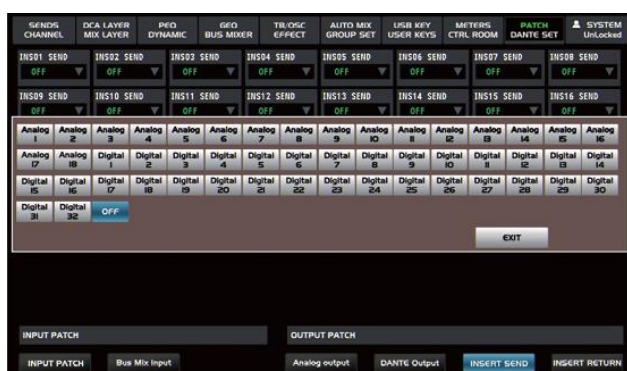 SENDS DCA LAYER PEQ GEQ TB/OSC AUTO MIX USB KEY METERS PATCH SYSTEM
CHANNEL MIX LAYER DYNAMIC BUS MIXER EFFECT GROUP SET USER KEYS CTRL ROOM DANTE SET UnLocked
INS01 SEND INS02 SEND INS03 SEND INS04 SEND INS05 SEND INS06 SEND INS07 SEND INS08 SEND
OFF OFF OFF OFF OFF OFF OFF OFF
INS09 SEND INS10 SEND INS11 SEND INS12 SEND INS13 SEND INS14 SEND INS15 SEND INS16 SEND
OFF OFF OFF OFF OFF OFF OFF OFF
Analog Analog Analog Analog Analog Analog Analog Analog Analog Analog Analog Analog Analog Analog Analog Analog
1 2 3 4 5 6 7 8 9 10 11 12 13 14 15 16
Analog Analog Digital Digital Digital Digital Digital Digital Digital Digital Digital Digital Digital Digital Digital Digital
17 18 1 2 3 4 5 6 7 8 9 10 11 12 13 14
Digital Digital Digital Digital Digital Digital Digital Digital Digital Digital Digital Digital Digital Digital Digital Digital
15 16 17 18 19 20 21 22 23 24 25 26 27 28 29 30
Digital Digital OFF
31 32
EXIT
INPUT PATCH OUTPUT PATCH
INPUT PATCH Bus Mix Input Analog output DANTE Output INSERT SEND INSERT RETURN